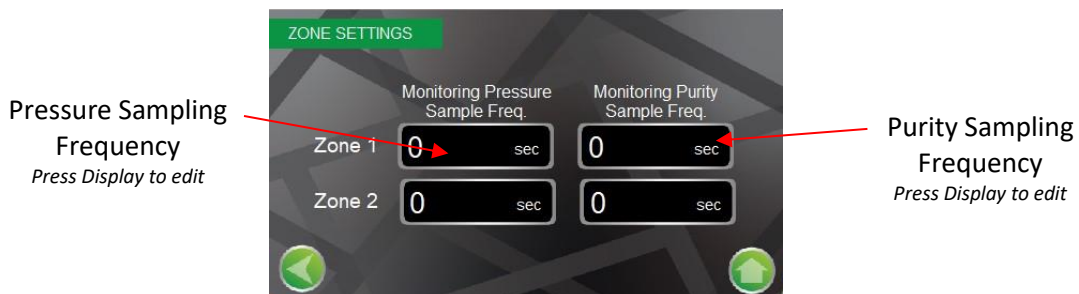 ZONE SETTINGS
Pressure Sampling
Frequency
Press Display to edit
Monitoring Pressure
Sample Freq.
Monitoring Purity
Sample Freq.
Zone 1
0 sec
0 sec
Zone 2
0 sec
0 sec
Purity Sampling
Frequency
Press Display to edit